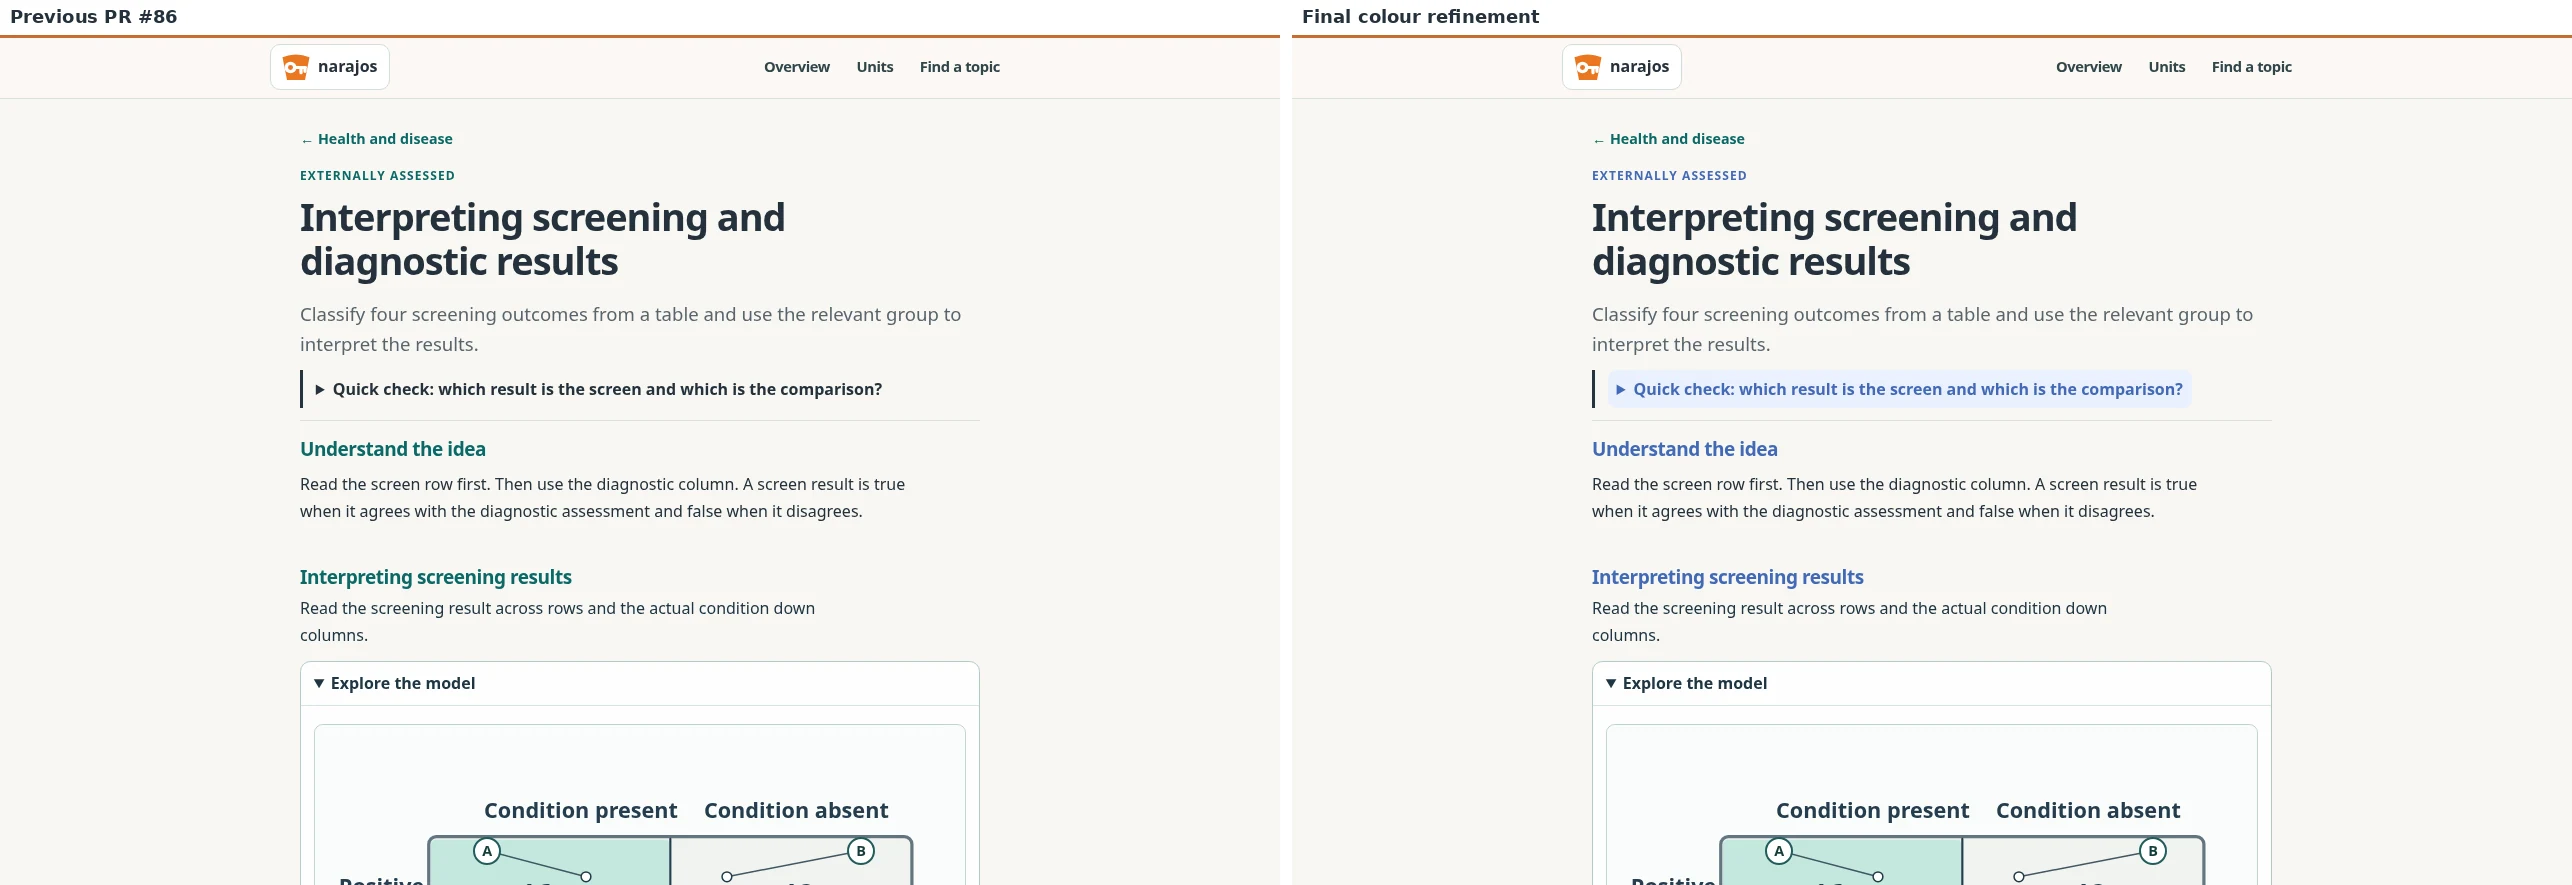 Previous PR #86
narajos
Overview Units Find a topic
← Health and disease
EXTERNALLY ASSESSED
Interpreting screening and
diagnostic results
Classify four screening outcomes from a table and use the relevant group to
interpret the results.
▶ Quick check: which result is the screen and which is the comparison?
Understand the idea
Read the screen row first. Then use the diagnostic column. A screen result is true
when it agrees with the diagnostic assessment and false when it disagrees.
Interpreting screening results
Read the screening result across rows and the actual condition down
columns.
▼ Explore the model
Condition present Condition absent
A B
Positive
Final colour refinement
narajos
Overview Units Find a topic
← Health and disease
EXTERNALLY ASSESSED
Interpreting screening and
diagnostic results
Classify four screening outcomes from a table and use the relevant group to
interpret the results.
▶ Quick check: which result is the screen and which is the comparison?
Understand the idea
Read the screen row first. Then use the diagnostic column. A screen result is true
when it agrees with the diagnostic assessment and false when it disagrees.
Interpreting screening results
Read the screening result across rows and the actual condition down
columns.
▼ Explore the model
Condition present Condition absent
A B
Positive